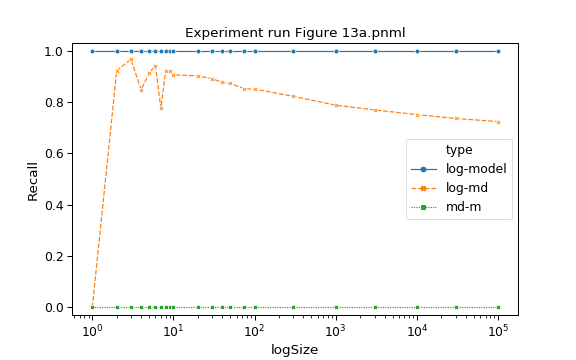 Experiment run Figure 13a.pnml
1.0
0.8
0.6
0.4
0.2
0.0
Recall
type
log-model
log-md
md-m
10⁰
10¹
10²
10³
10⁴
10⁵
logSize